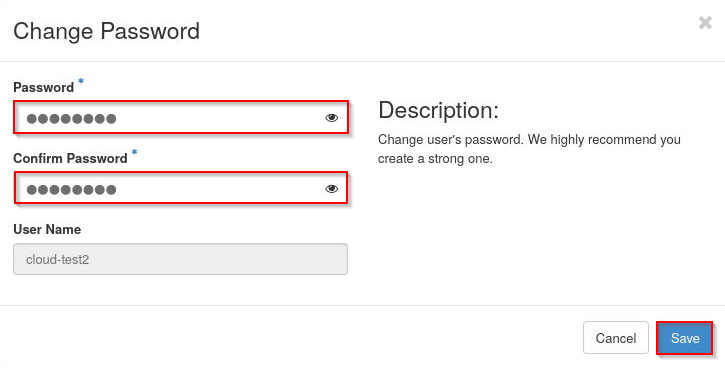 Change Password
Password *
●●●●●●●●
Confirm Password *
●●●●●●●●
User Name
cloud-test2
Description:
Change user's password. We highly recommend you
create a strong one.
Cancel
Save